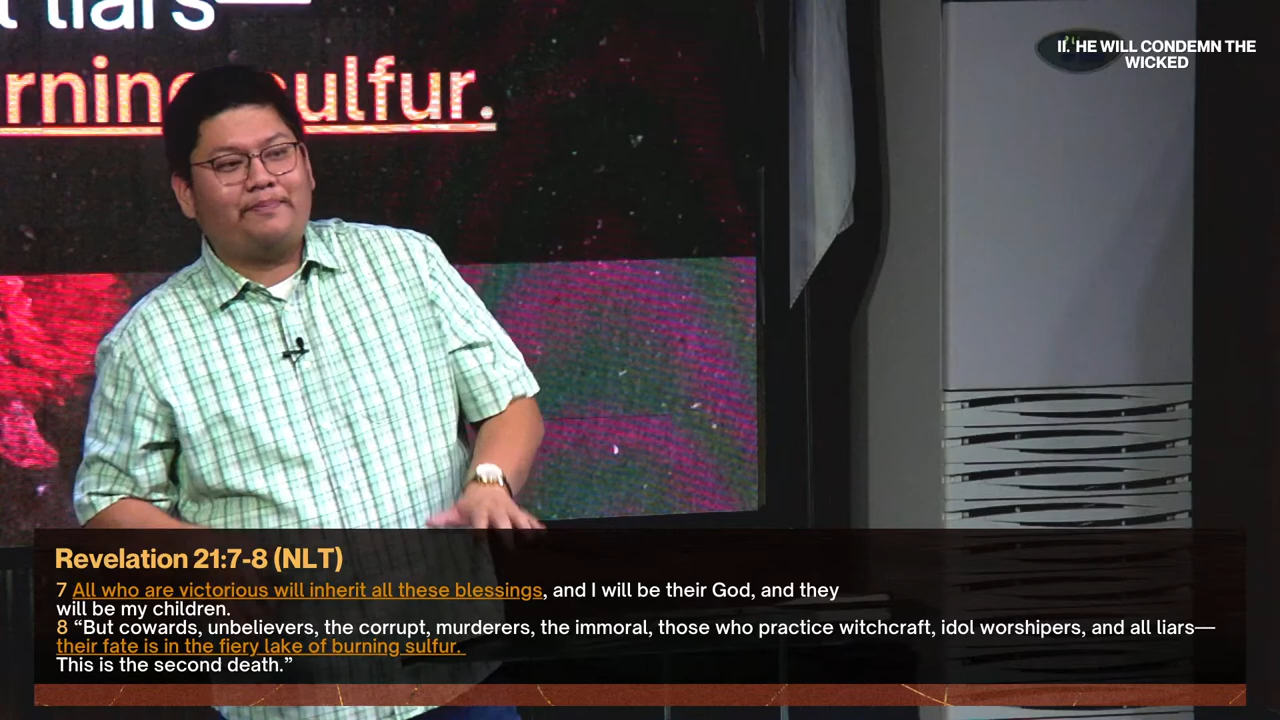 t liars—
rning sulfur.
II. HE WILL CONDEMN THE
WICKED
Revelation 21:7-8 (NLT)
7 All who are victorious will inherit all these blessings, and I will be their God, and they
will be my children.
8 “But cowards, unbelievers, the corrupt, murderers, the immoral, those who practice witchcraft, idol worshipers, and all liars—
their fate is in the fiery lake of burning sulfur.
This is the second death.”